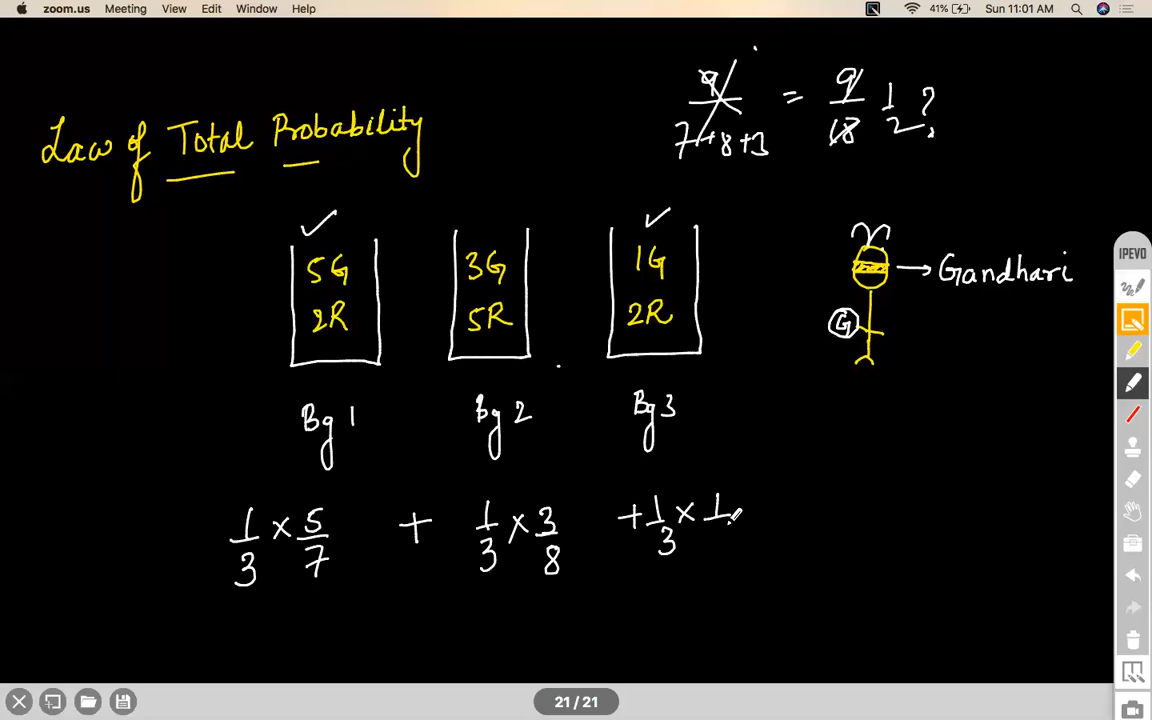 zoom.us Meeting View Edit Window Help 41% Sun 11:01 AM
9/7+8+3 = 9/18 1/2 ?
Law of Total Probability
5G 3G 1G
2R 5R 2R
Gandhari
G
IPEVO
Bg 1 Bg 2 Bg 3
1/3 × 5/7 + 1/3 × 3/8 + 1/3 × 1
21 / 21